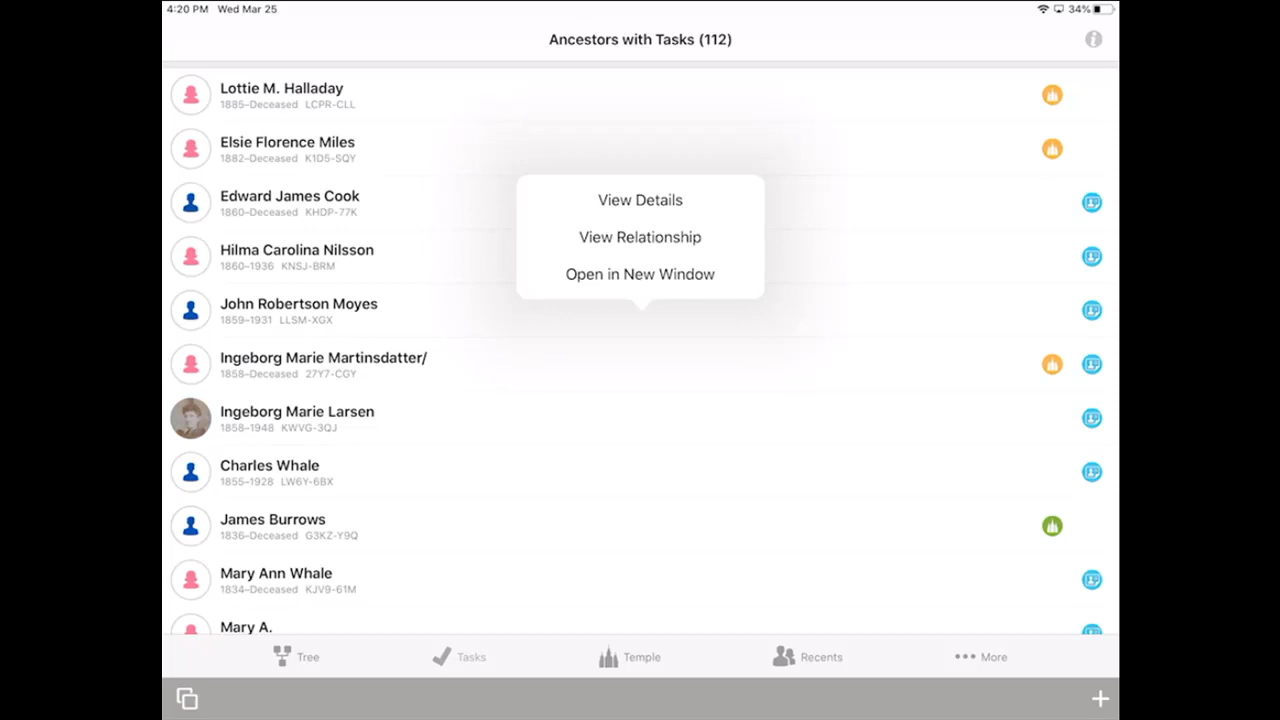 4:20 PM Wed Mar 25 34%
Ancestors with Tasks (112)
Lottie M. Halladay
1885–Deceased LCPR-CLL
Elsie Florence Miles
1882–Deceased K1D5-SQY
Edward James Cook
1860–Deceased KHDP-77K
Hilma Carolina Nilsson
1860–1936 KNSJ-BRM
John Robertson Moyes
1859–1931 LLSM-XGX
Ingeborg Marie Martinsdatter/
1858–Deceased 27Y7-CGY
Ingeborg Marie Larsen
1858–1948 KWVG-3QJ
Charles Whale
1855–1928 LW6Y-6BX
James Burrows
1836–Deceased G3KZ-Y9Q
Mary Ann Whale
1834–Deceased KJV9-61M
Mary A.
View Details
View Relationship
Open in New Window
Tree Tasks Temple Recents More